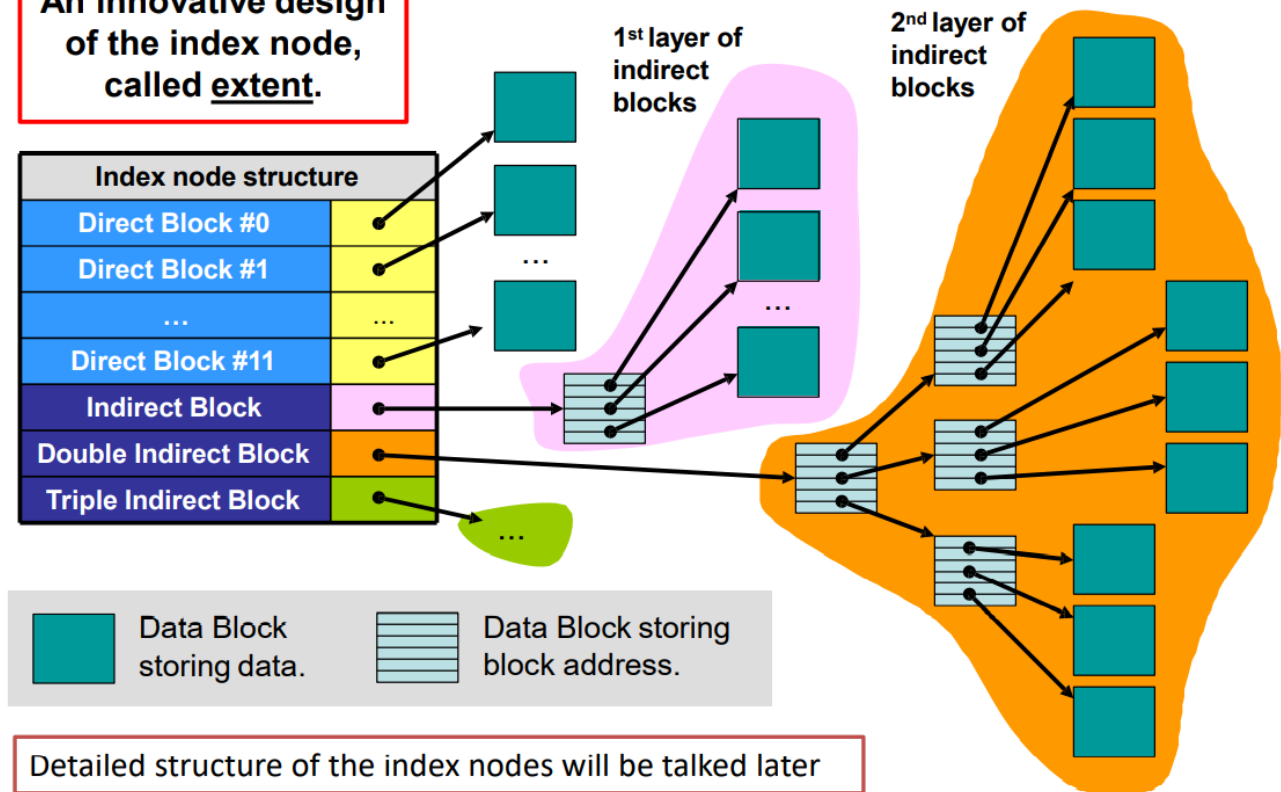 An innovative design
of the index node,
called extent.
1st layer of
indirect
blocks
2nd layer of
indirect
blocks
Index node structure
Direct Block #0
Direct Block #1
...
...
Direct Block #11
Indirect Block
Double Indirect Block
Triple Indirect Block
...
...
...
Data Block
storing data.
Data Block storing
block address.
Detailed structure of the index nodes will be talked later